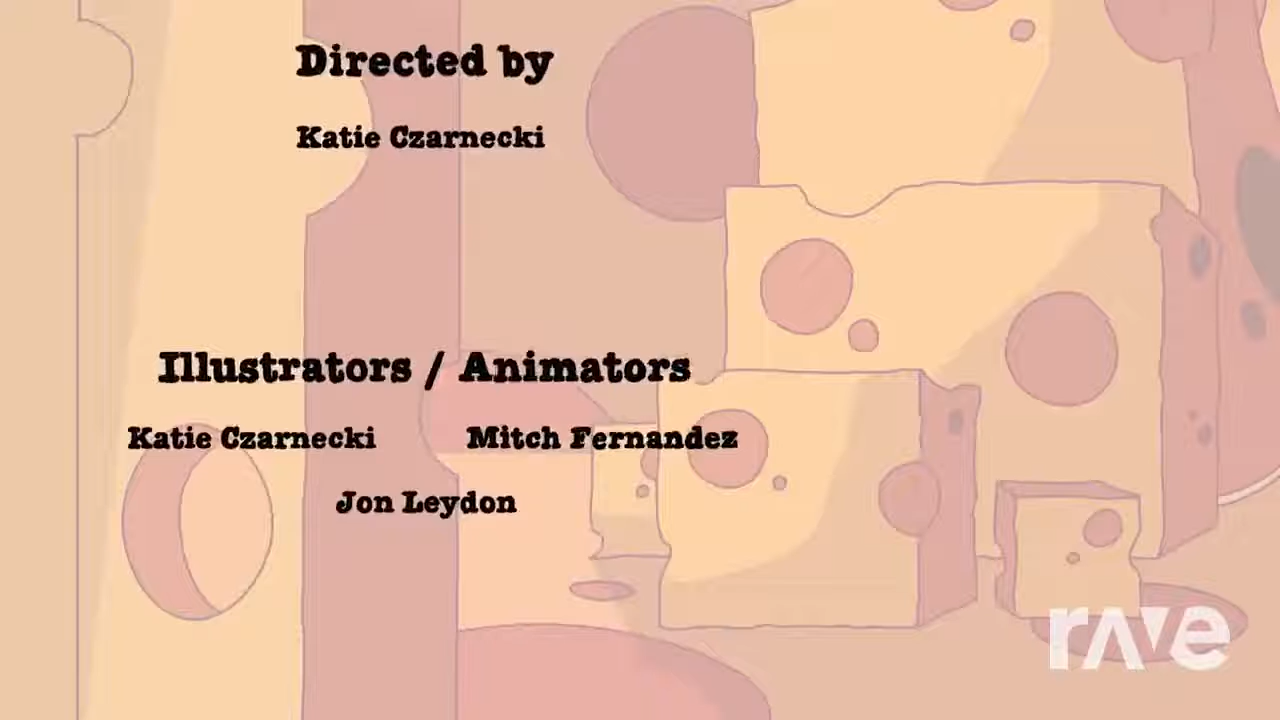 Directed by
Katie Czarnecki
Illustrators / Animators
Katie Czarnecki Mitch Fernandez
Jon Leydon
rave